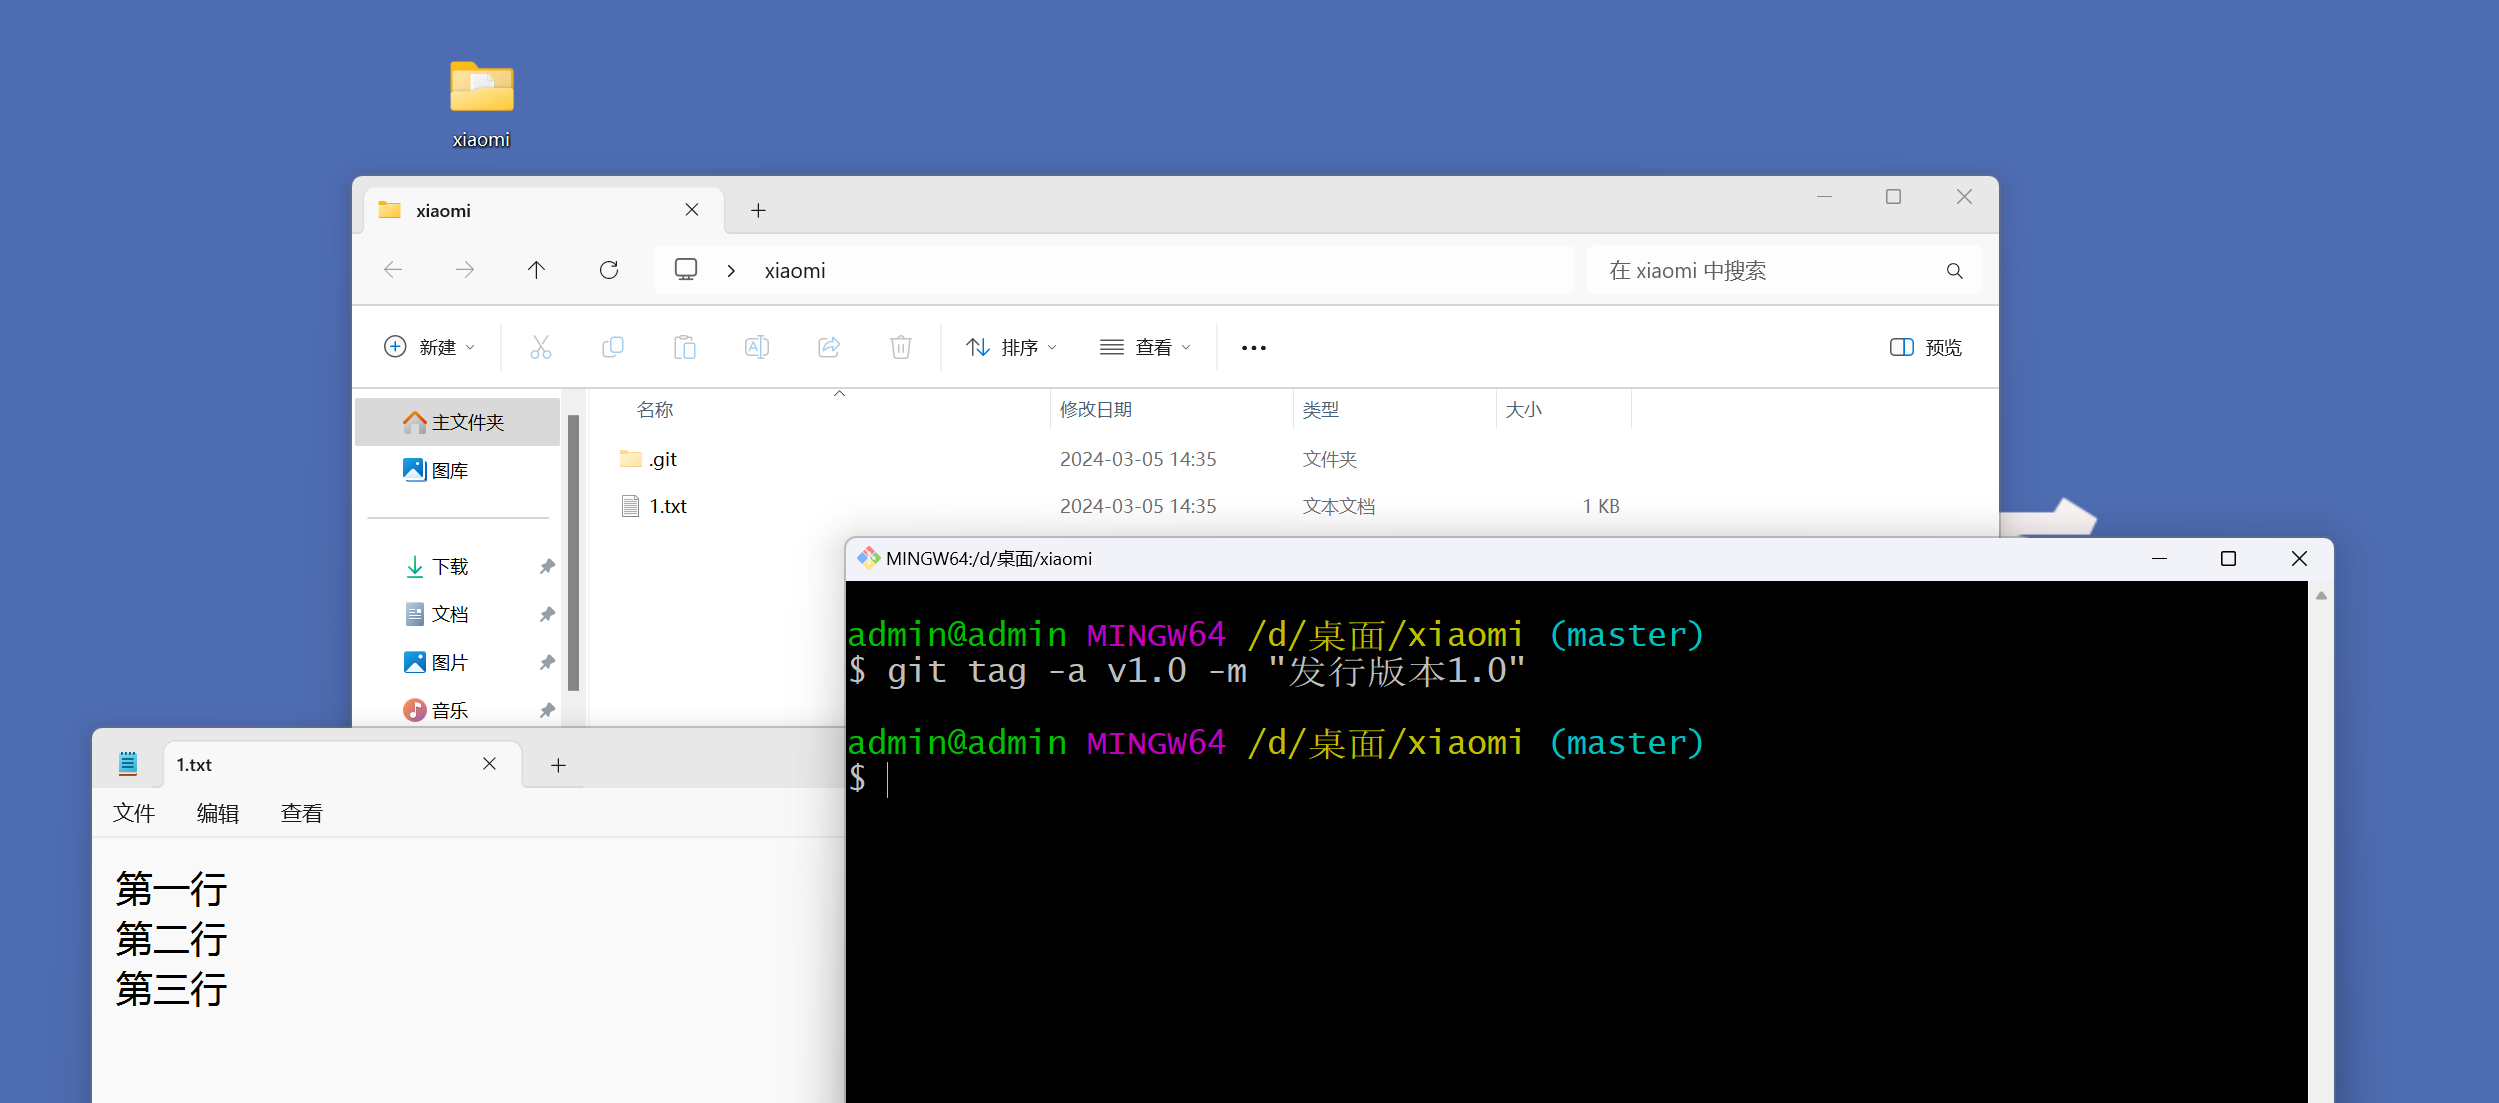 xiaomi
xiaomi
xiaomi
在 xiaomi 中搜索
新建
排序
查看
预览
主文件夹
图库
下载
文档
图片
音乐
名称 修改日期 类型 大小
.git 2024-03-05 14:35 文件夹
1.txt 2024-03-05 14:35 文本文档 1 KB
MINGW64:/d/桌面/xiaomi
admin@admin MINGW64 /d/桌面/xiaomi (master)
$ git tag -a v1.0 -m "发行版本1.0"
admin@admin MINGW64 /d/桌面/xiaomi (master)
$
1.txt
文件 编辑 查看
第一行
第二行
第三行